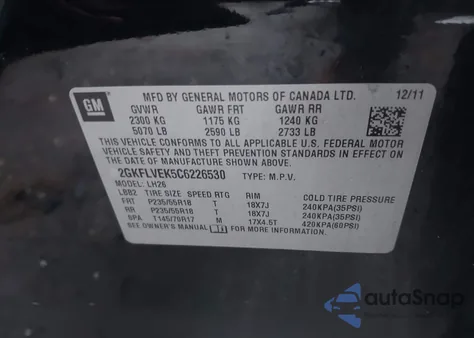 GM
MFD BY GENERAL MOTORS OF CANADA LTD. 12/11
GVWR GAWR FRT GAWR RR
2300 KG 1175 KG 1240 KG
5070 LB 2590 LB 2733 LB
THIS VEHICLE CONFORMS TO ALL APPLICABLE U.S. FEDERAL MOTOR
VEHICLE SAFETY AND THEFT PREVENTION STANDARDS IN EFFECT ON
THE DATE OF MANUFACTURE SHOWN ABOVE.
2GKFLVEK5C6226530 TYPE: M.P.V.
MODEL: LH26
LB82 TIRE SIZE SPEED RTG RIM COLD TIRE PRESSURE
FRT P235/55R18 T 18X7J 240KPA(35PSI)
RR P235/55R18 T 18X7J 240KPA(35PSI)
SPA T145/70R17 M 17X4.5T 420KPA(60PSI)
SEE OWNER'S MANUAL
autoSnap